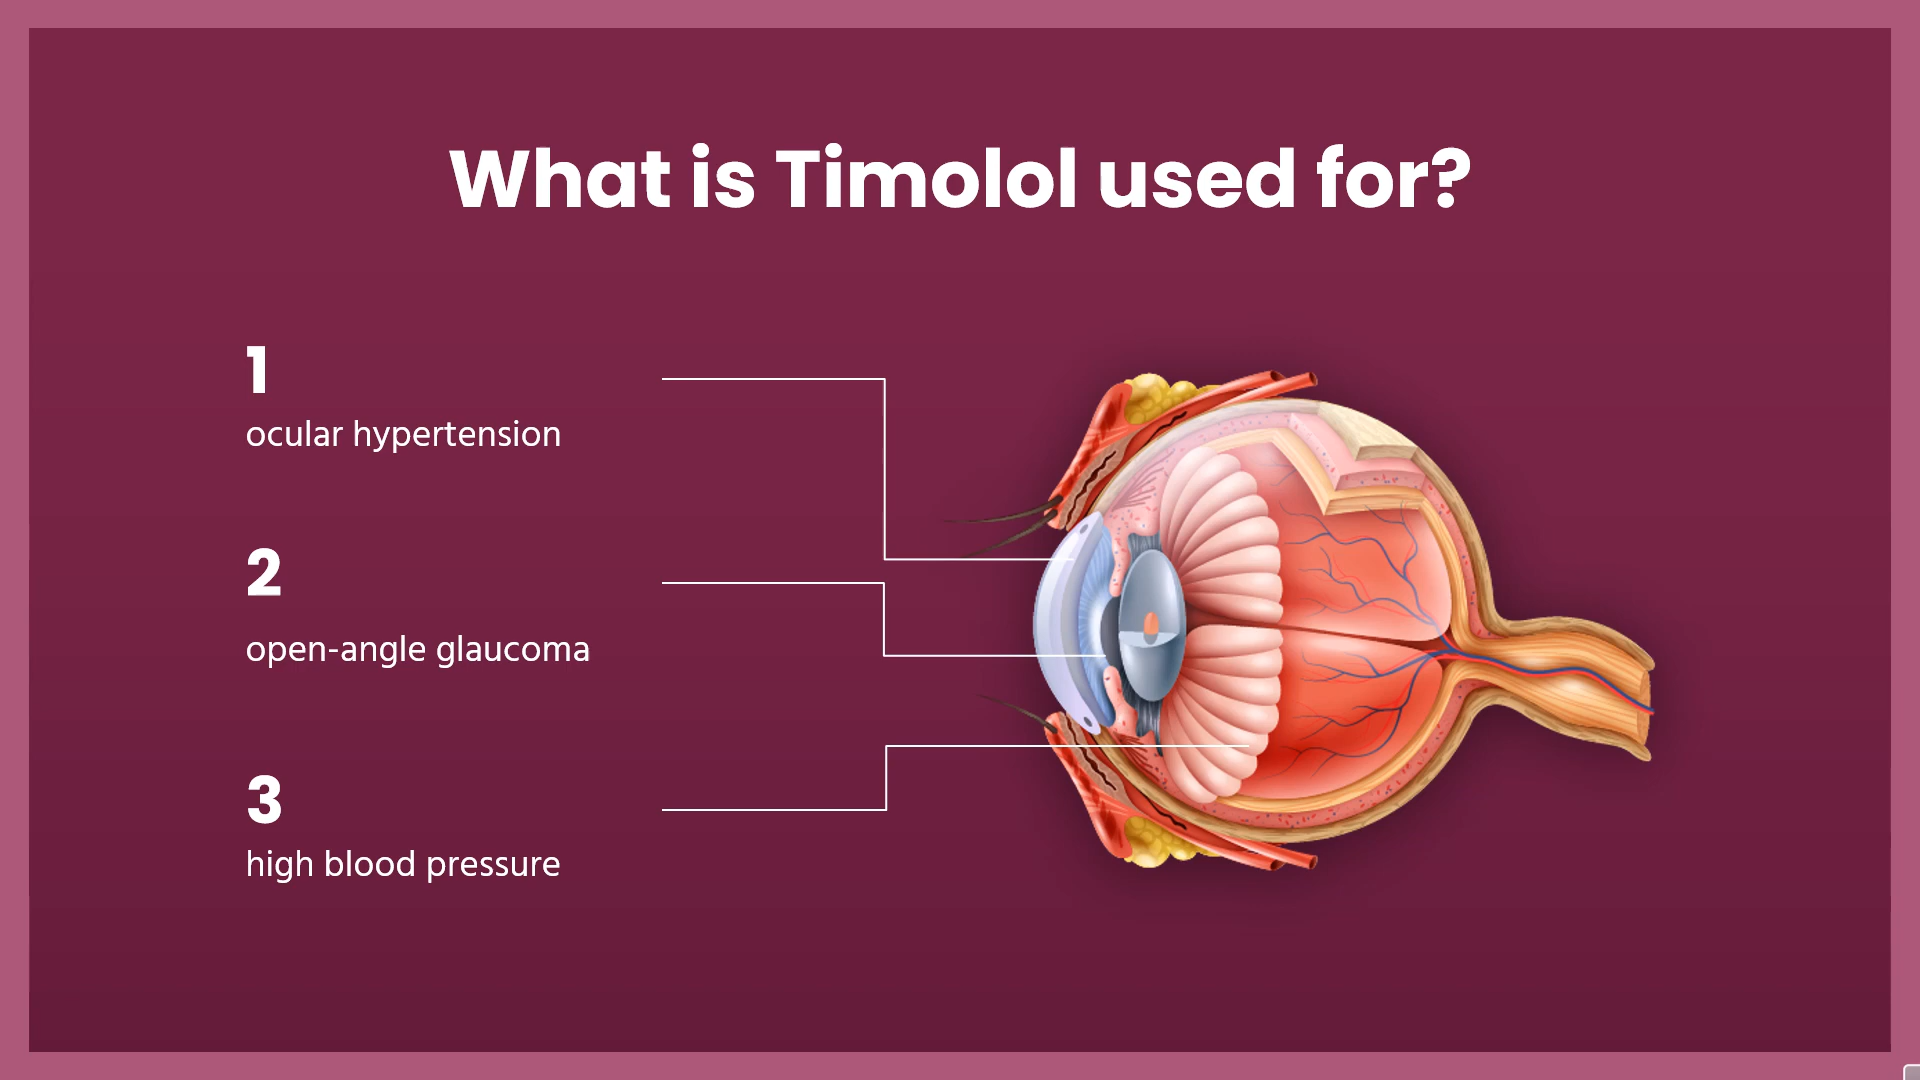 What is Timolol used for?
1
ocular hypertension
2
open-angle glaucoma
3
high blood pressure